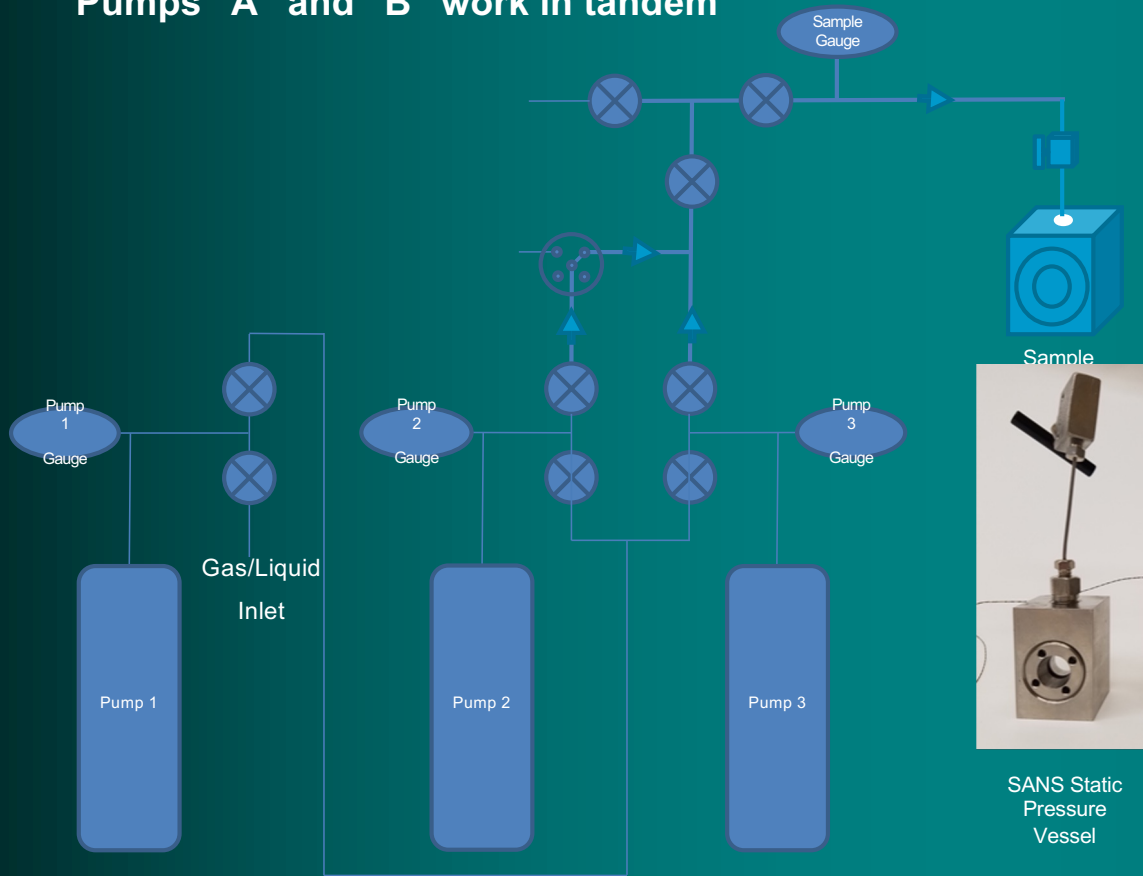 Pumps "A" and "B" work in tandem
Sample
Gauge
Sample
Pump
1
Gauge
Pump
2
Gauge
Pump
3
Gauge
Gas/Liquid
Inlet
Pump 1
Pump 2
Pump 3
SANS Static
Pressure
Vessel